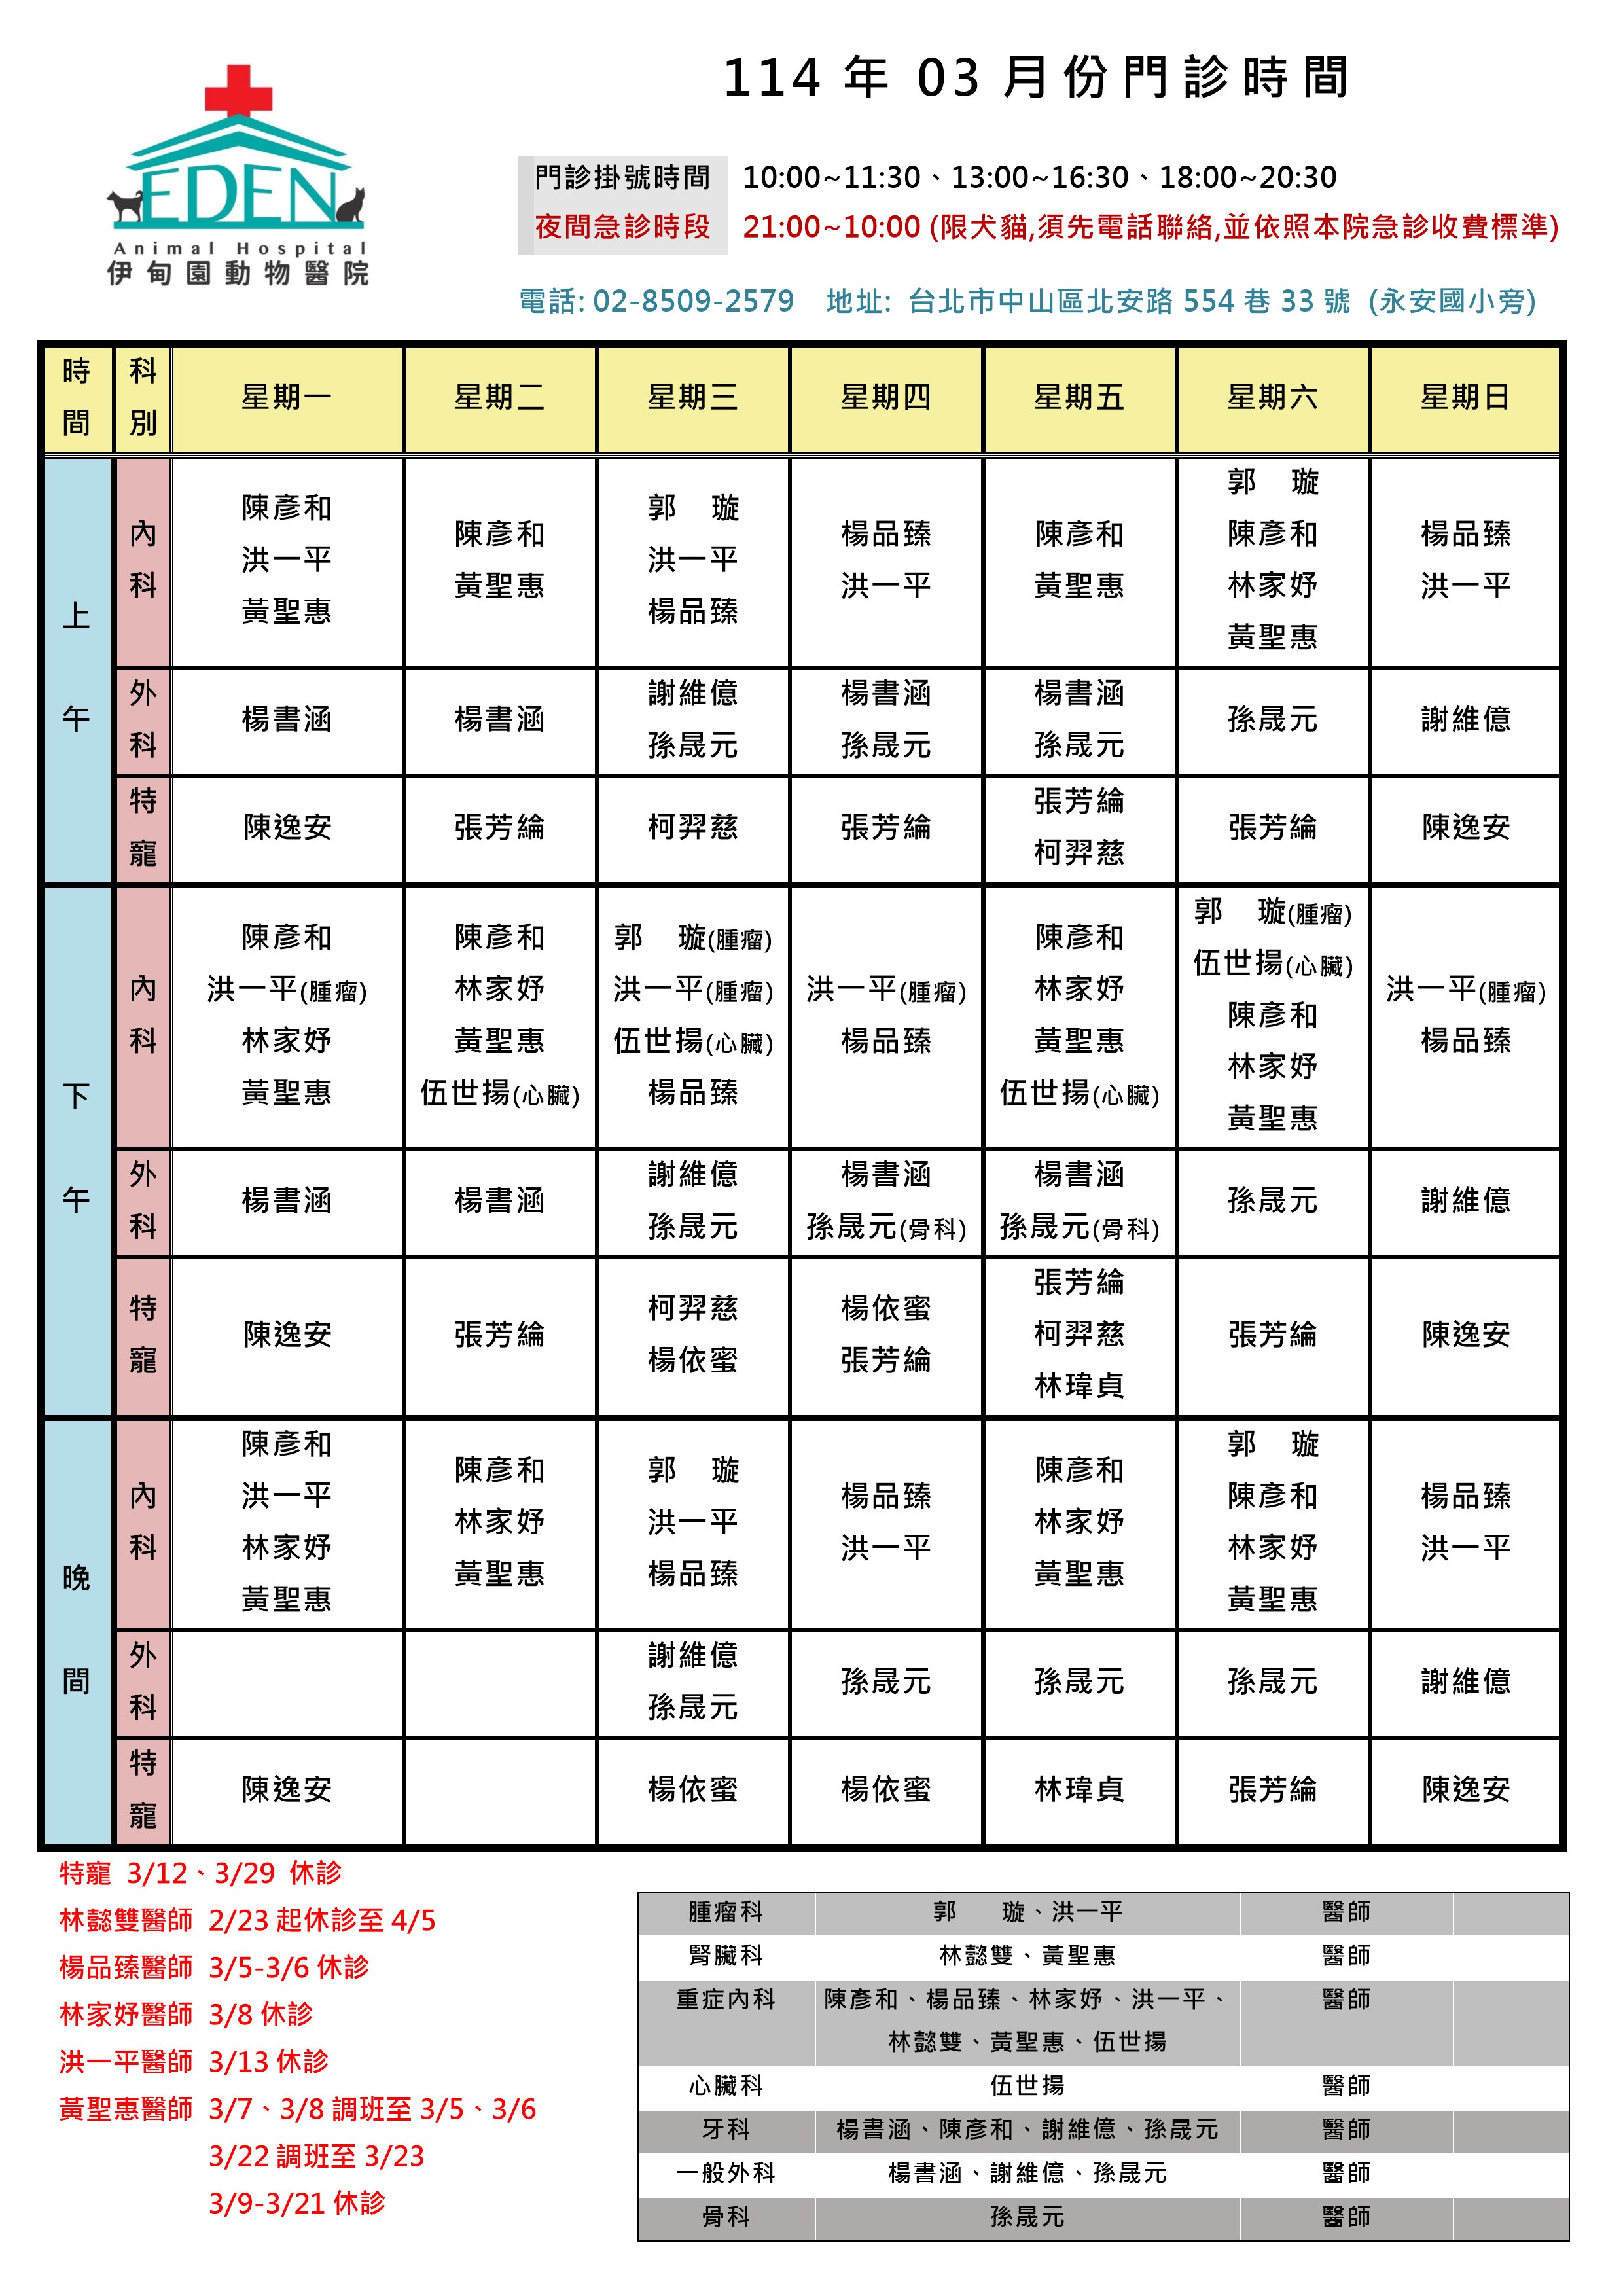 114 年 03 月份門診時間
EDEN
Animal Hospital
伊甸園動物醫院
門診掛號時間 10:00~11:30、13:00~16:30、18:00~20:30
夜間急診時段 21:00~10:00 (限犬貓,須先電話聯絡,並依照本院急診收費標準)
電話: 02-8509-2579 地址: 台北市中山區北安路 554 巷 33 號 (永安國小旁)
時間 科別 星期一 星期二 星期三 星期四 星期五 星期六 星期日
上午
內科
陳彥和
洪一平
黃聖惠
陳彥和
黃聖惠
郭 璇
洪一平
楊品臻
楊品臻
洪一平
陳彥和
黃聖惠
郭 璇
陳彥和
林家妤
黃聖惠
楊品臻
洪一平
外科
楊書涵
楊書涵
謝維億
孫晟元
楊書涵
孫晟元
楊書涵
孫晟元
孫晟元
謝維億
特寵
陳逸安
張芳綸
柯羿慈
張芳綸
張芳綸
柯羿慈
張芳綸
陳逸安
下午
內科
陳彥和
洪一平(腫瘤)
林家妤
黃聖惠
陳彥和
林家妤
黃聖惠
伍世揚(心臟)
郭 璇(腫瘤)
洪一平(腫瘤)
伍世揚(心臟)
楊品臻
洪一平(腫瘤)
楊品臻
陳彥和
林家妤
黃聖惠
伍世揚(心臟)
郭 璇(腫瘤)
伍世揚(心臟)
陳彥和
林家妤
黃聖惠
洪一平(腫瘤)
楊品臻
外科
楊書涵
楊書涵
謝維億
孫晟元
楊書涵
孫晟元(骨科)
楊書涵
孫晟元(骨科)
孫晟元
謝維億
特寵
陳逸安
張芳綸
柯羿慈
楊依蜜
楊依蜜
張芳綸
張芳綸
柯羿慈
林瑋貞
張芳綸
陳逸安
晚間
內科
陳彥和
洪一平
林家妤
黃聖惠
陳彥和
林家妤
黃聖惠
郭 璇
洪一平
楊品臻
楊品臻
洪一平
陳彥和
林家妤
黃聖惠
郭 璇
陳彥和
林家妤
黃聖惠
楊品臻
洪一平
外科
謝維億
孫晟元
孫晟元
孫晟元
孫晟元
謝維億
特寵
陳逸安
楊依蜜
楊依蜜
林瑋貞
張芳綸
陳逸安
特寵 3/12、3/29 休診
林懿雙醫師 2/23 起休診至 4/5
楊品臻醫師 3/5-3/6 休診
林家妤醫師 3/8 休診
洪一平醫師 3/13 休診
黃聖惠醫師 3/7、3/8 調班至 3/5、3/6
3/22 調班至 3/23
3/9-3/21 休診
腫瘤科 郭 璇、洪一平 醫師
腎臟科 林懿雙、黃聖惠 醫師
重症內科 陳彥和、楊品臻、林家妤、洪一平、 醫師
林懿雙、黃聖惠、伍世揚
心臟科 伍世揚 醫師
牙科 楊書涵、陳彥和、謝維億、孫晟元 醫師
一般外科 楊書涵、謝維億、孫晟元 醫師
骨科 孫晟元 醫師